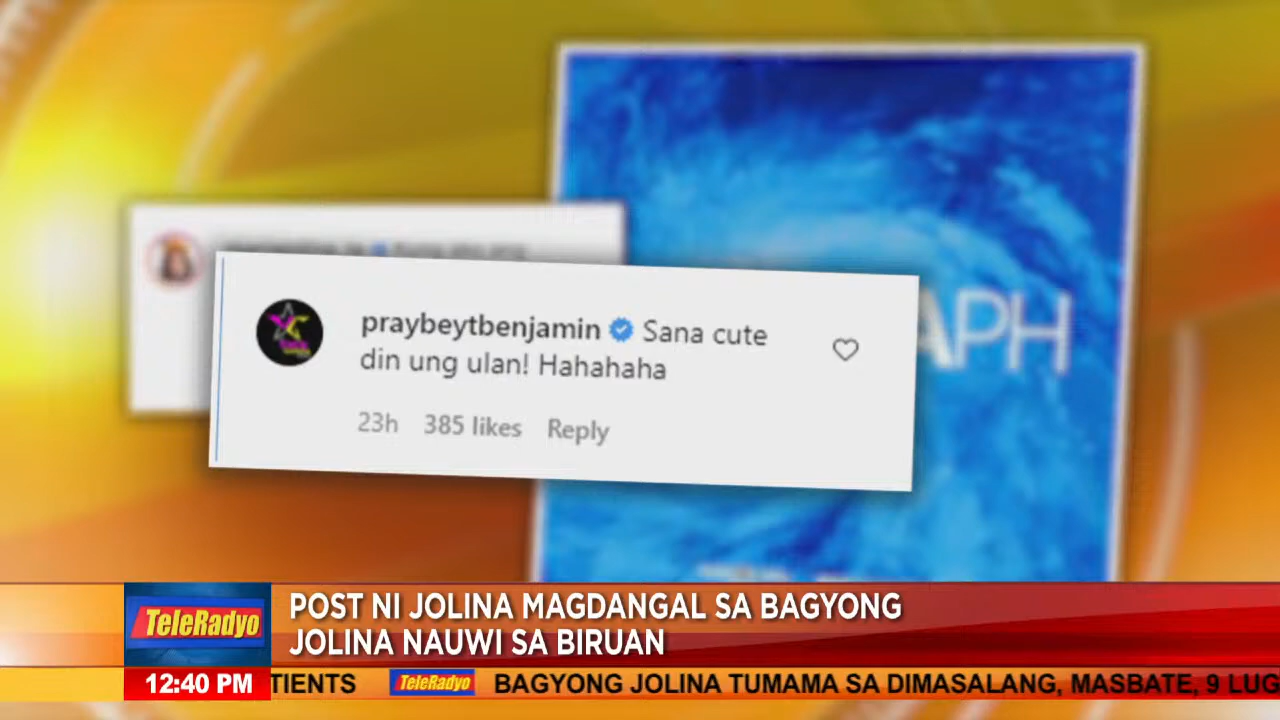 APH
praybeytbenjamin Sana cute
din ung ulan! Hahahaha
23h 385 likes Reply
TeleRadyo
POST NI JOLINA MAGDANGAL SA BAGYONG
JOLINA NAUWI SA BIRUAN
12:40 PM TIENTS TeleRadyo BAGYONG JOLINA TUMAMA SA DIMASALANG, MASBATE, 9 LUG